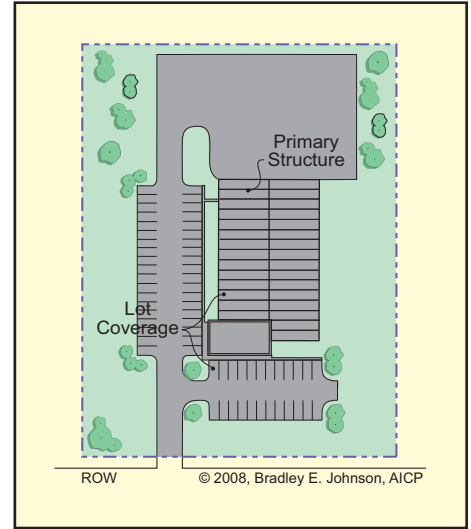 Primary
Structure
Lot
Coverage
ROW
© 2008, Bradley E. Johnson, AICP